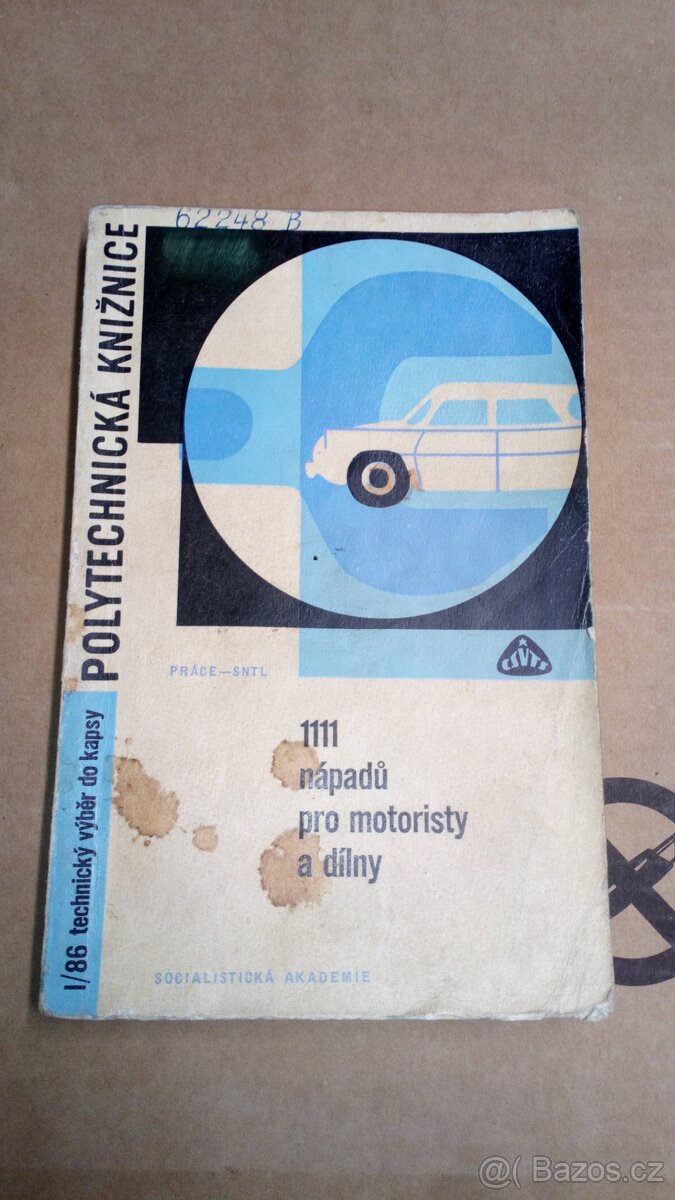 62248 B
POLYTECHNICKÁ KNIŽNICE
I/86 technický výběr do kapsy
PRÁCE—SNTL
ČSVTS
1111
nápadů
pro motoristy
a dílny
SOCIALISTICKÁ AKADEMIE
@ Bazos.cz